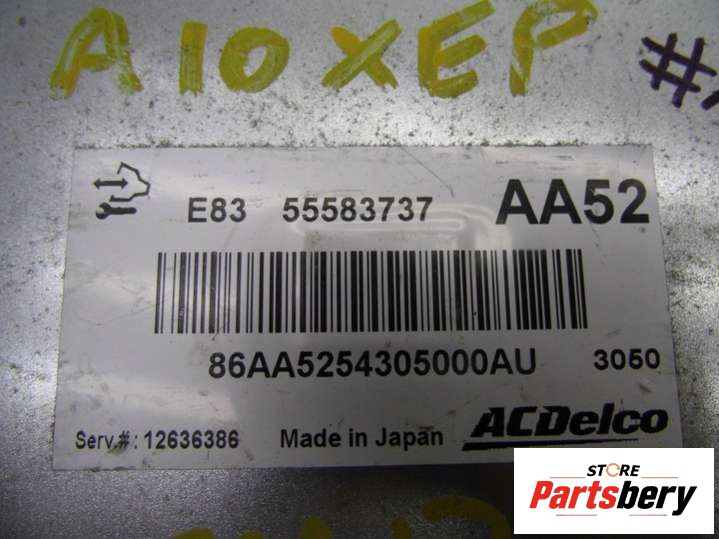 A10XEP
E83 55583737 AA52
86AA5254305000AU 3050
Serv.#: 12636386 Made in Japan ACDelco
STORE
Partsbery